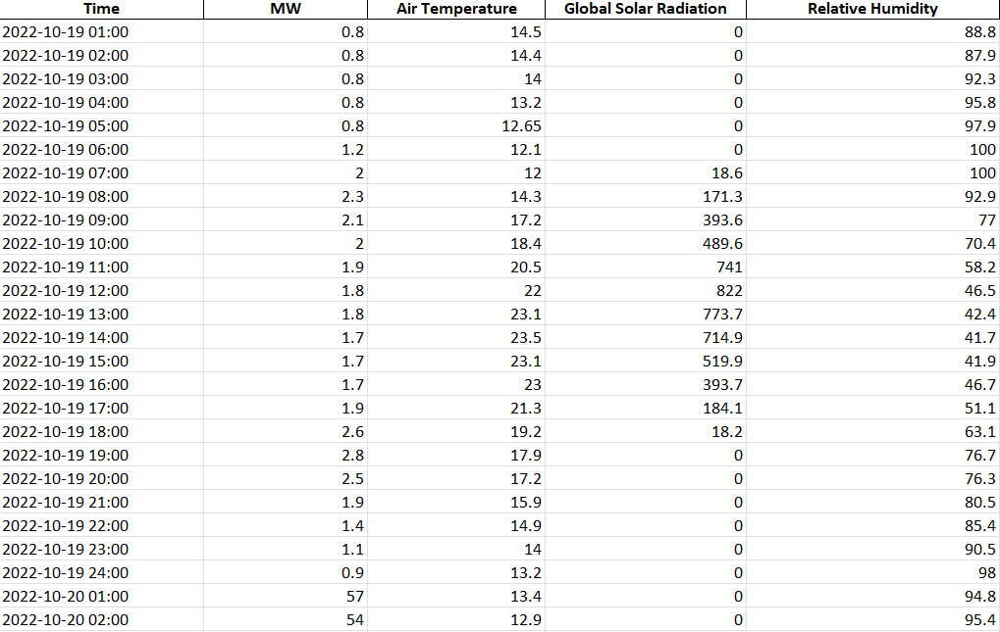 Time MW Air Temperature Global Solar Radiation Relative Humidity
2022-10-19 01:00 0.8 14.5 0 88.8
2022-10-19 02:00 0.8 14.4 0 87.9
2022-10-19 03:00 0.8 14 0 92.3
2022-10-19 04:00 0.8 13.2 0 95.8
2022-10-19 05:00 0.8 12.65 0 97.9
2022-10-19 06:00 1.2 12.1 0 100
2022-10-19 07:00 2 12 18.6 100
2022-10-19 08:00 2.3 14.3 171.3 92.9
2022-10-19 09:00 2.1 17.2 393.6 77
2022-10-19 10:00 2 18.4 489.6 70.4
2022-10-19 11:00 1.9 20.5 741 58.2
2022-10-19 12:00 1.8 22 822 46.5
2022-10-19 13:00 1.8 23.1 773.7 42.4
2022-10-19 14:00 1.7 23.5 714.9 41.7
2022-10-19 15:00 1.7 23.1 519.9 41.9
2022-10-19 16:00 1.7 23 393.7 46.7
2022-10-19 17:00 1.9 21.3 184.1 51.1
2022-10-19 18:00 2.6 19.2 18.2 63.1
2022-10-19 19:00 2.8 17.9 0 76.7
2022-10-19 20:00 2.5 17.2 0 76.3
2022-10-19 21:00 1.9 15.9 0 80.5
2022-10-19 22:00 1.4 14.9 0 85.4
2022-10-19 23:00 1.1 14 0 90.5
2022-10-19 24:00 0.9 13.2 0 98
2022-10-20 01:00 57 13.4 0 94.8
2022-10-20 02:00 54 12.9 0 95.4